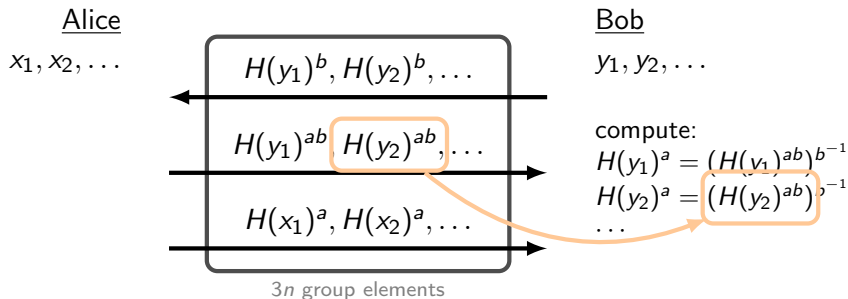 Alice
Bob
x₁, x₂, . . .
y₁, y₂, . . .
H(y₁)ᵇ, H(y₂)ᵇ, . . .
H(y₁)ᵃᵇ, H(y₂)ᵃᵇ, . . .
H(x₁)ᵃ, H(x₂)ᵃ, . . .
3n group elements
compute:
H(y₁)ᵃ = (H(y₁)ᵃᵇ)ᵇ⁻¹
H(y₂)ᵃ = (H(y₂)ᵃᵇ)ᵇ⁻¹
. . .